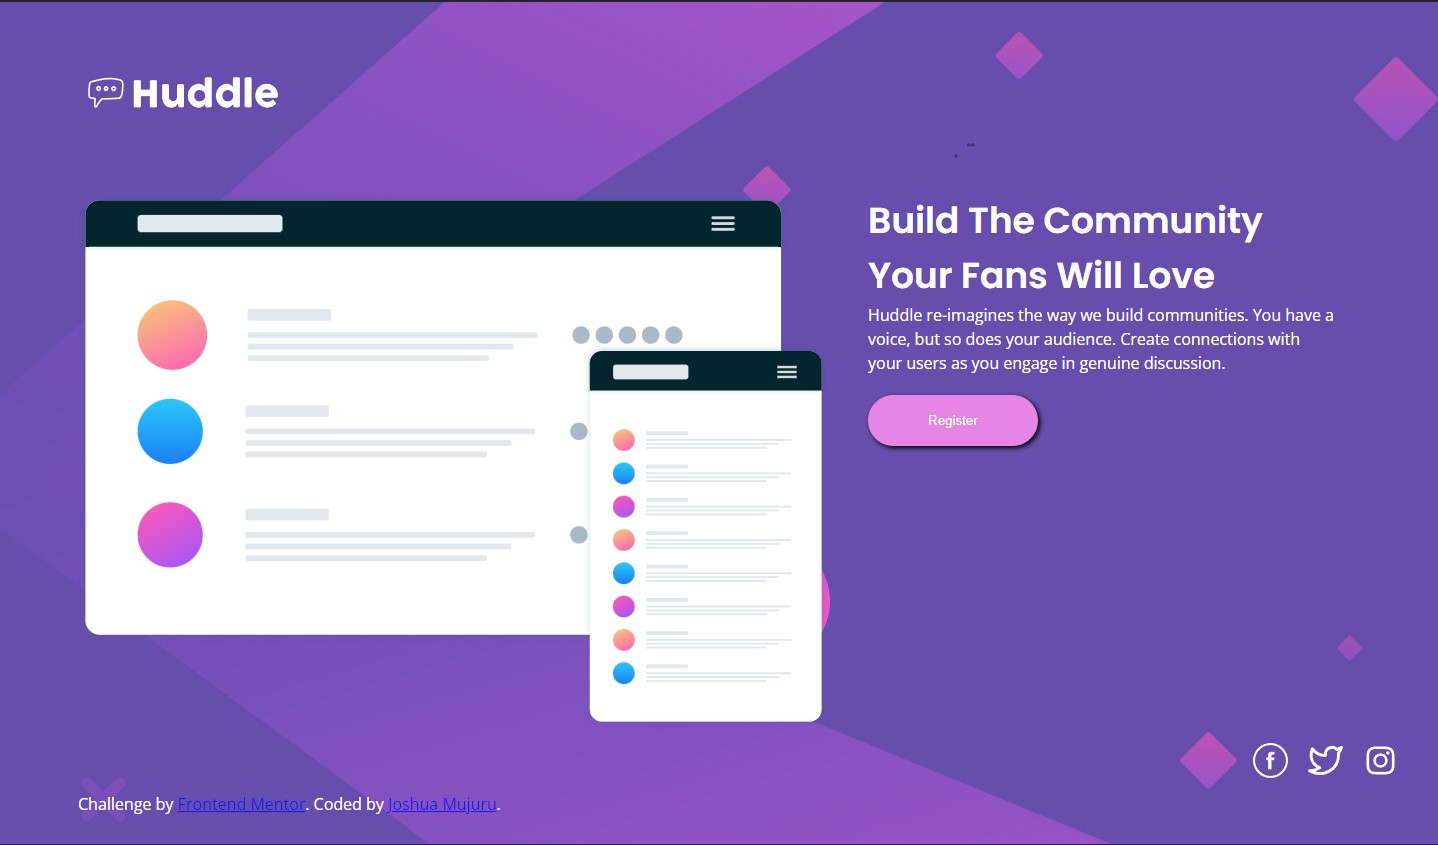 Huddle
Build The Community
Your Fans Will Love
Huddle re-imagines the way we build communities. You have a
voice, but so does your audience. Create connections with
your users as you engage in genuine discussion.
Register
Challenge by Frontend Mentor. Coded by Joshua Mujuru.